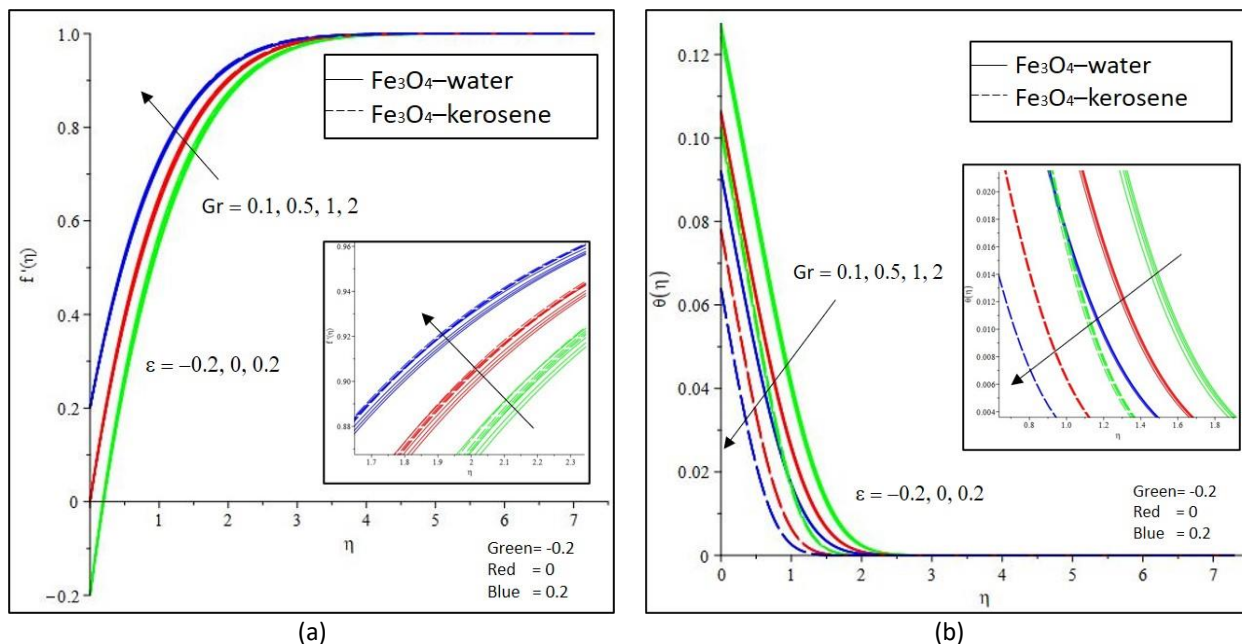 1.0
0.8
0.6
0.4
0.2
0
−0.2
f '(η)
1 2 3 4 5 6 7
η
Fe₃O₄–water
Fe₃O₄–kerosene
Gr = 0.1, 0.5, 1, 2
ε = −0.2, 0, 0.2
0.96
0.94
0.92
0.90
0.88
f '(η)
1.7 1.8 1.9 2 2.1 2.2 2.3
η
Green= -0.2
Red = 0
Blue = 0.2
(a)
0.12
0.10
0.08
0.06
0.04
0.02
0
θ(η)
0 1 2 3 4 5 6 7
η
Fe₃O₄–water
Fe₃O₄–kerosene
Gr = 0.1, 0.5, 1, 2
ε = −0.2, 0, 0.2
0.020
0.018
0.016
0.014
0.012
0.010
0.008
0.006
0.004
θ(η)
0.8 1.0 1.2 1.4 1.6 1.8
η
Green= -0.2
Red = 0
Blue = 0.2
(b)